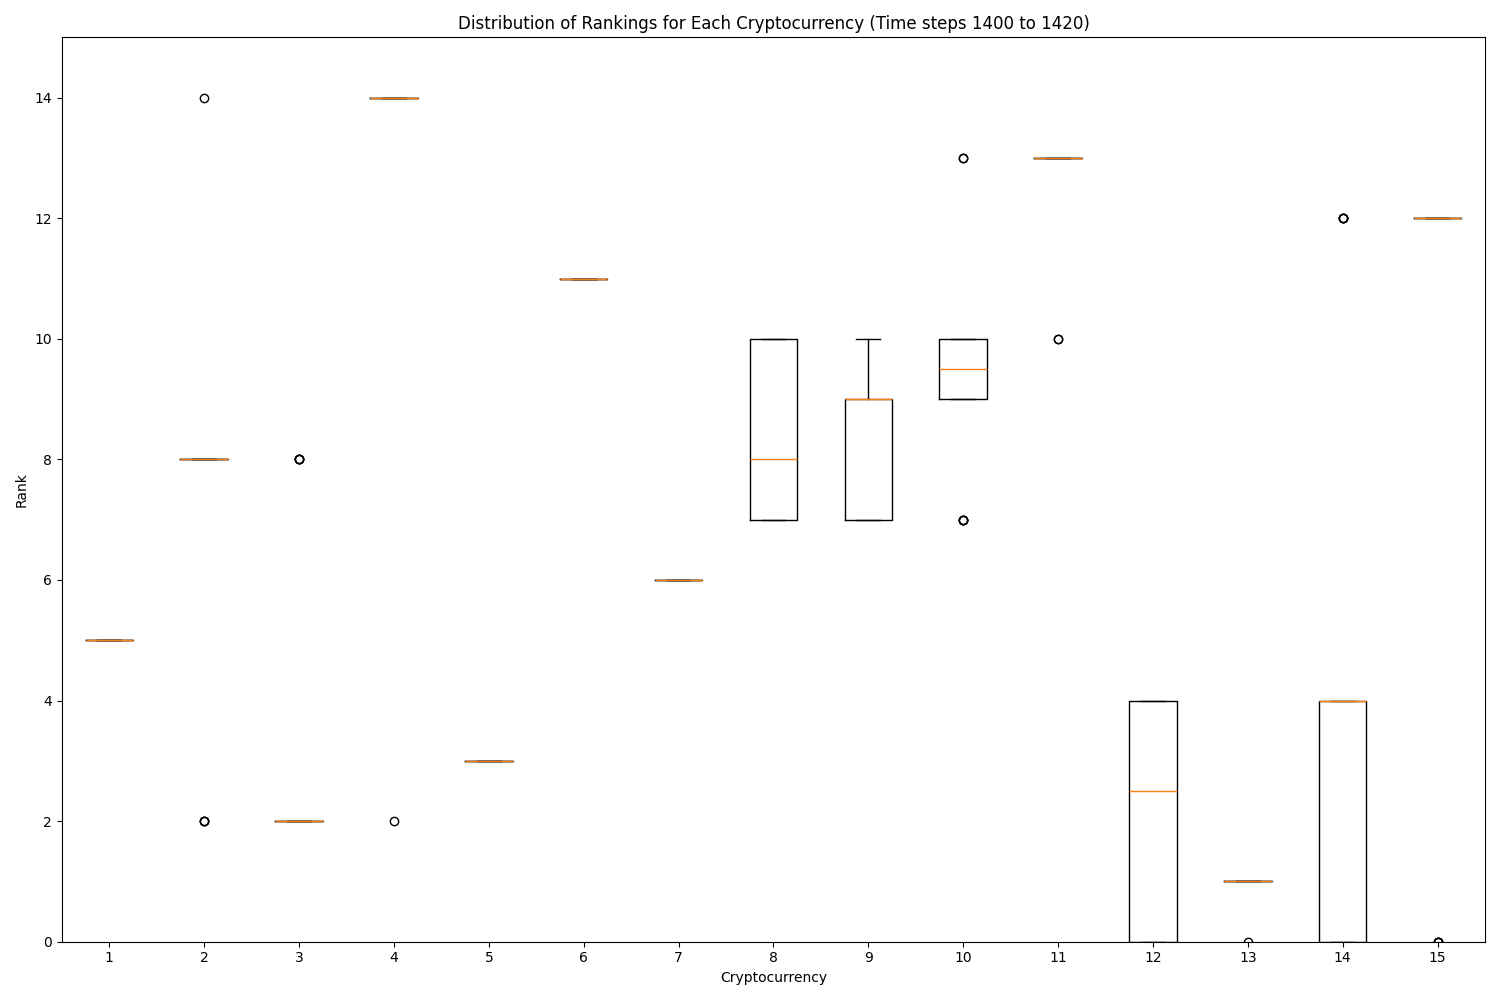 Distribution of Rankings for Each Cryptocurrency (Time steps 1400 to 1420)
14
12
10
8
6
4
2
0
Rank
1 2 3 4 5 6 7 8 9 10 11 12 13 14 15
Cryptocurrency